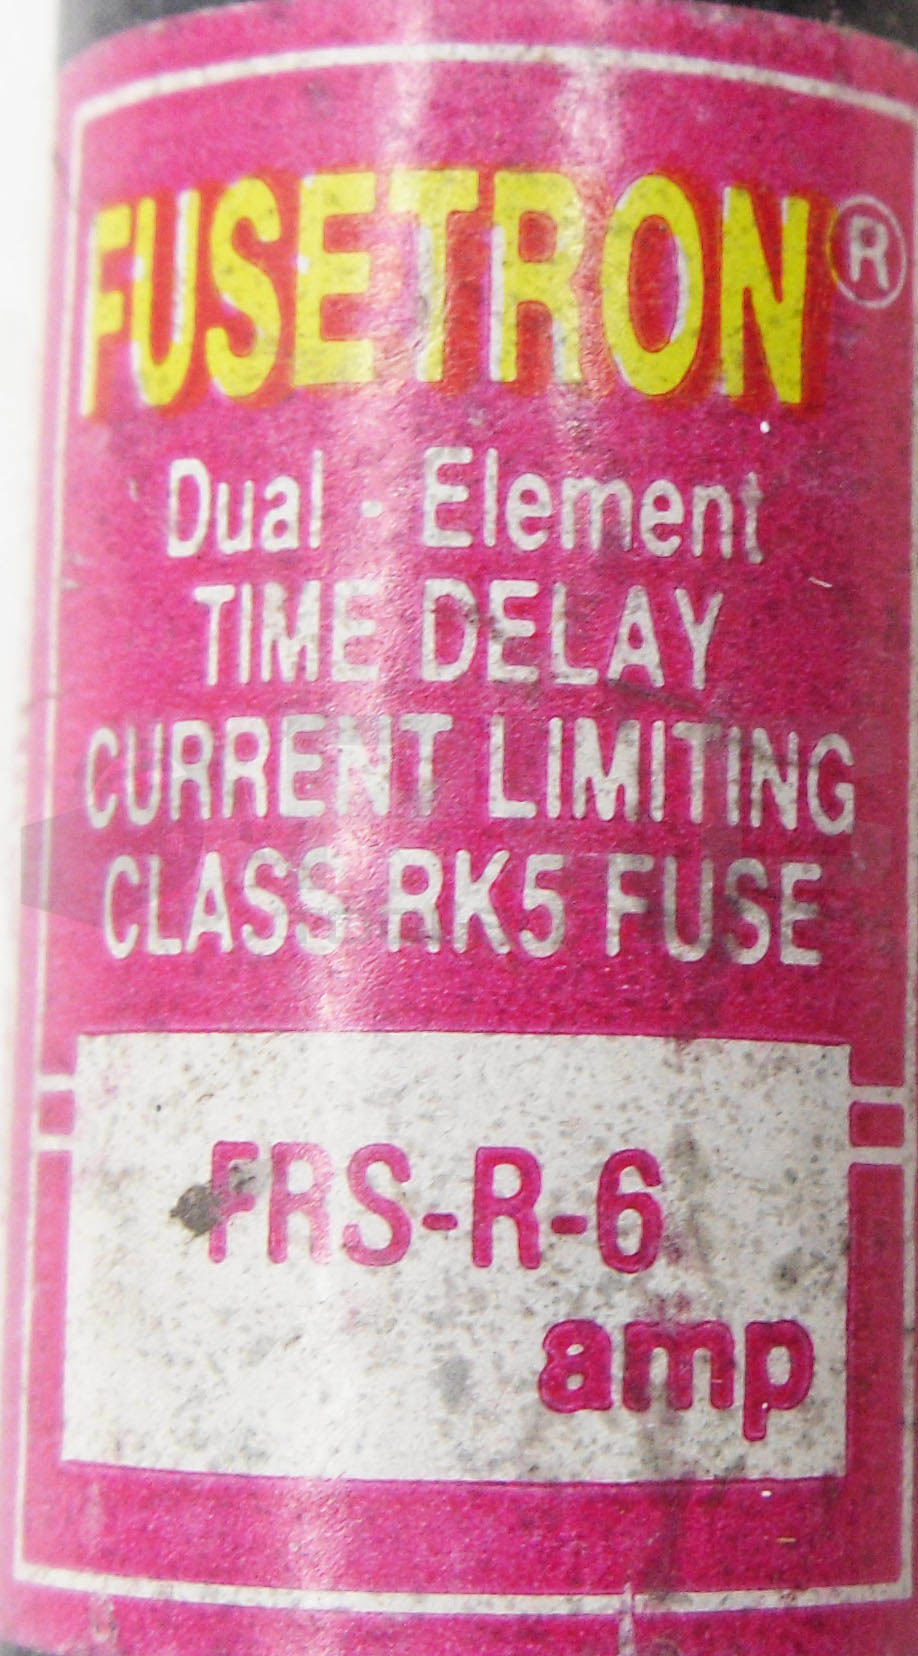 FUSETRON®
Dual - Element
TIME DELAY
CURRENT LIMITING
CLASS RK5 FUSE
FRS-R-6
amp